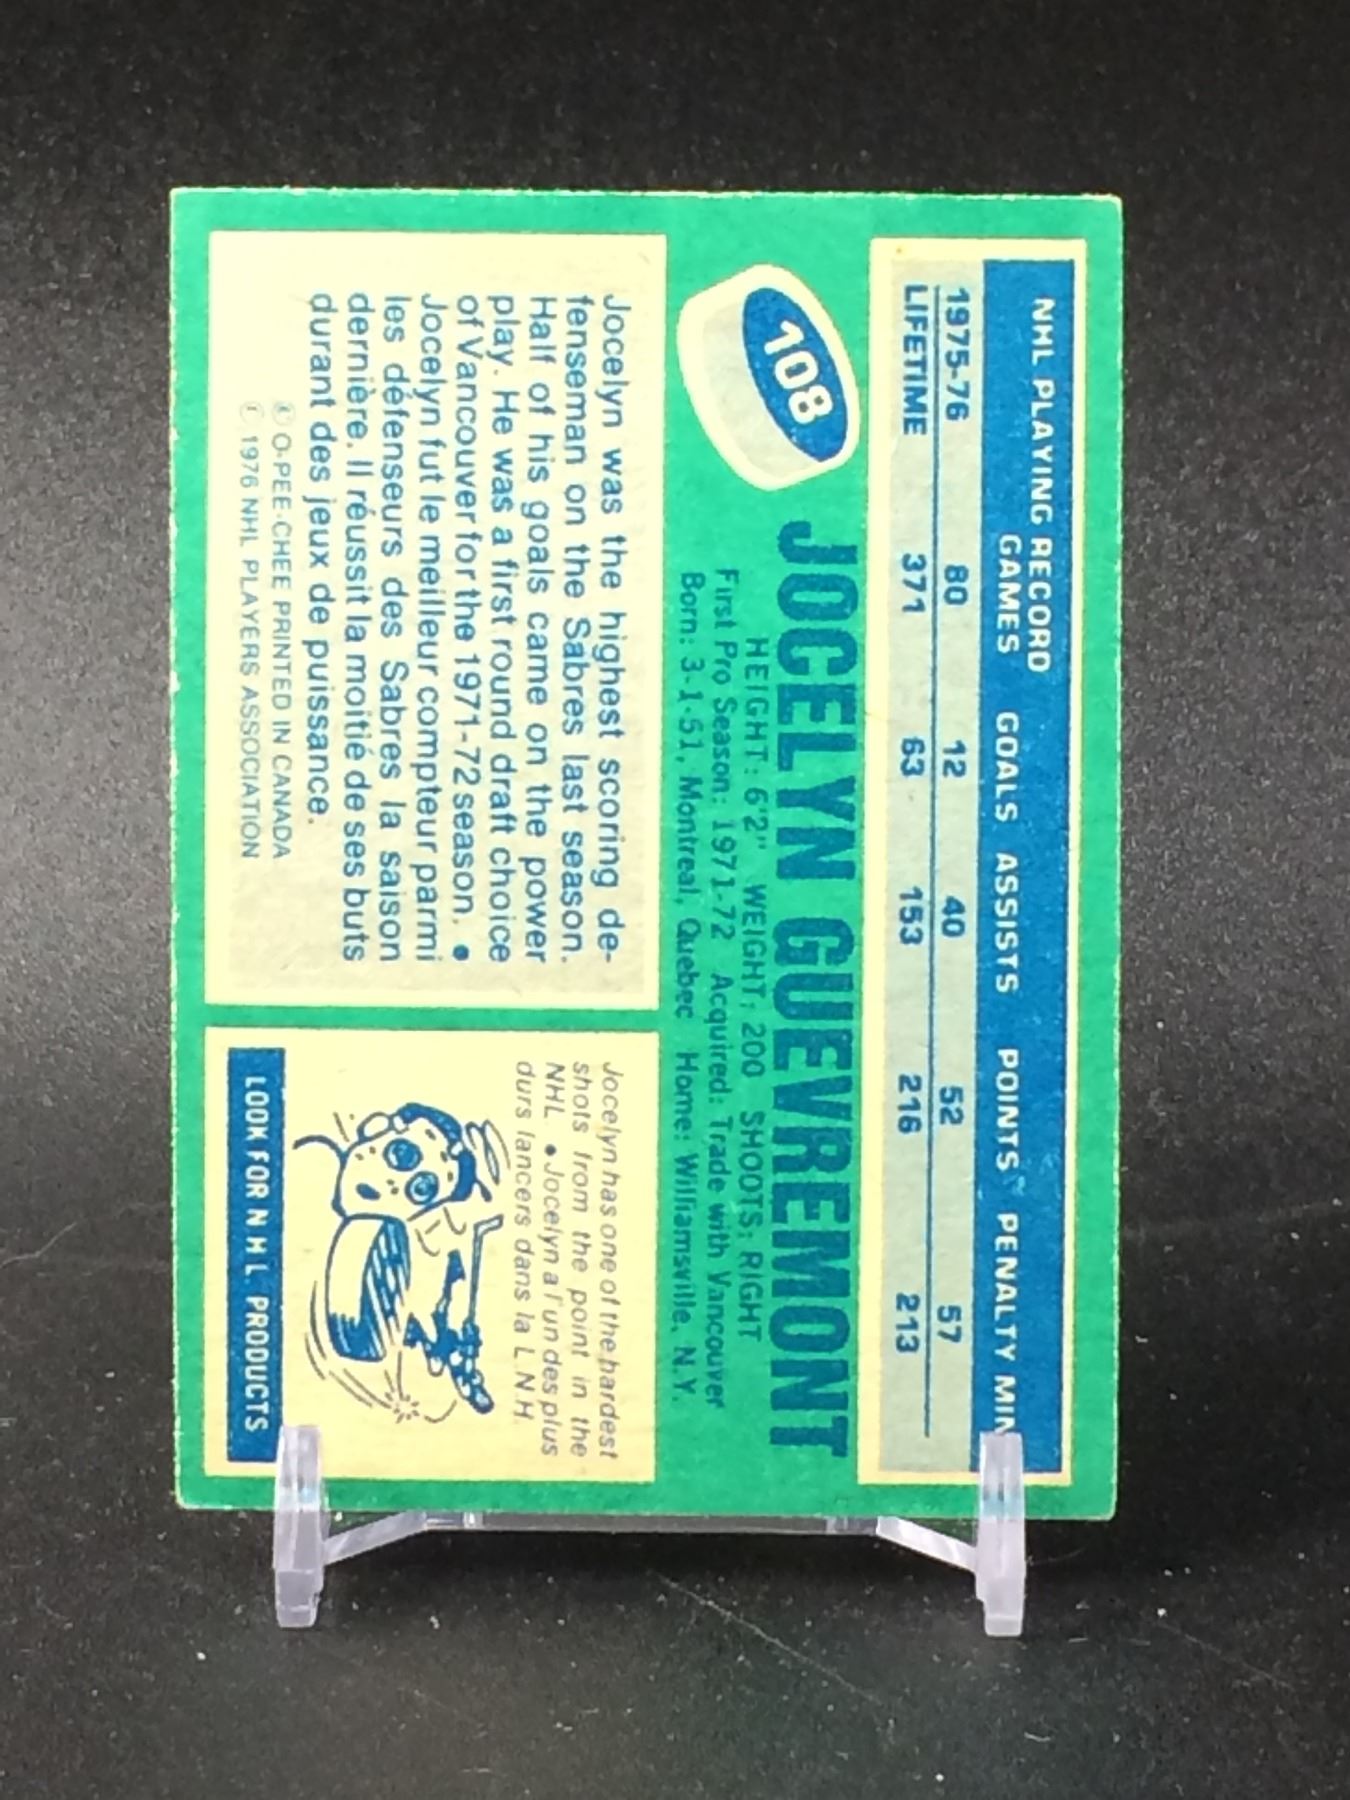 NHL PLAYING RECORD
GAMES GOALS ASSISTS POINTS PENALTY MIN
1975-76 80 12 40 52 57
LIFETIME 371 63 153 216 213
108
JOCELYN GUEVREMONT
HEIGHT: 6'2" WEIGHT: 200 SHOOTS: RIGHT
First Pro Season: 1971-72 Acquired: Trade with Vancouver
Born: 3-1-51, Montreal, Quebec Home: Williamsville, N.Y.
Jocelyn was the highest scoring de-
fenseman on the Sabres last season.
Half of his goals came on the power
play. He was a first round draft choice
of Vancouver for the 1971-72 season. •
Jocelyn fut le meilleur compteur parmi
les défenseurs des Sabres la saison
dernière. Il réussit la moitié de ses buts
durant des jeux de puissance.
© O-PEE-CHEE PRINTED IN CANADA
© 1976 NHL PLAYERS ASSOCIATION
Jocelyn has one of the hardest
shots from the point in the
NHL. • Jocelyn a l'un des plus
durs lancers dans la L.N.H.
LOOK FOR N H L PRODUCTS